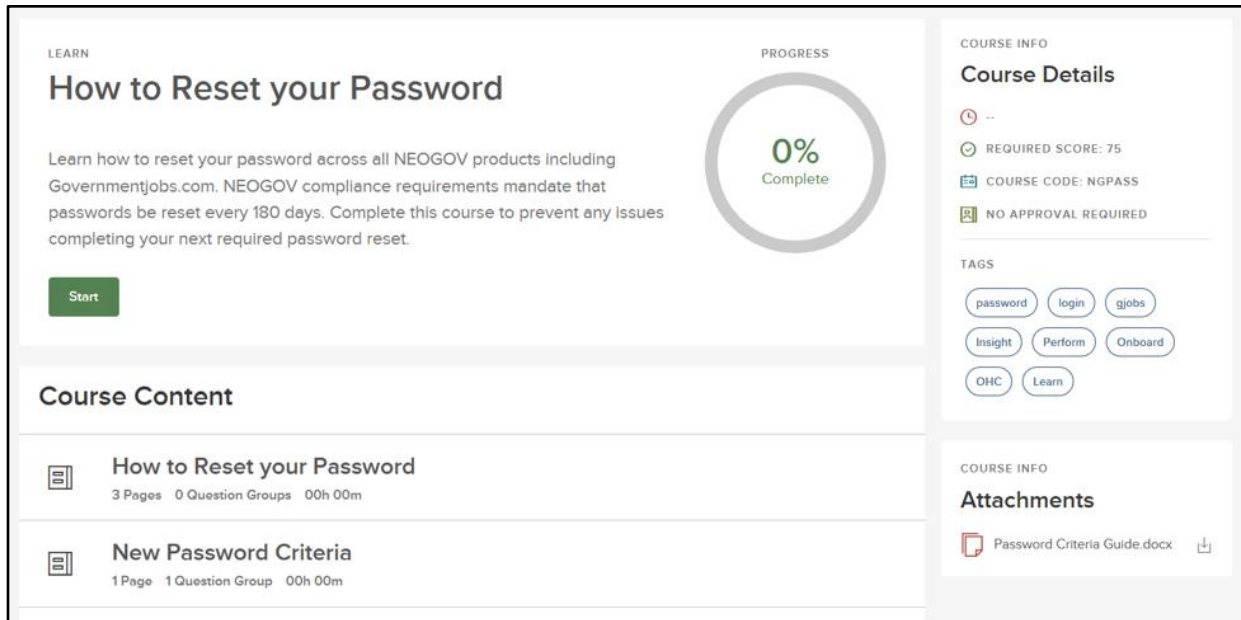 LEARN
How to Reset your Password
Learn how to reset your password across all NEOGOV products including
Governmentjobs.com. NEOGOV compliance requirements mandate that
passwords be reset every 180 days. Complete this course to prevent any issues
completing your next required password reset.
Start
PROGRESS
0%
Complete
Course Content
How to Reset your Password
3 Pages 0 Question Groups 00h 00m
New Password Criteria
1 Page 1 Question Group 00h 00m
COURSE INFO
Course Details
--
REQUIRED SCORE: 75
COURSE CODE: NGPASS
NO APPROVAL REQUIRED
TAGS
password login gjobs
Insight Perform Onboard
OHC Learn
COURSE INFO
Attachments
Password Criteria Guide.docx